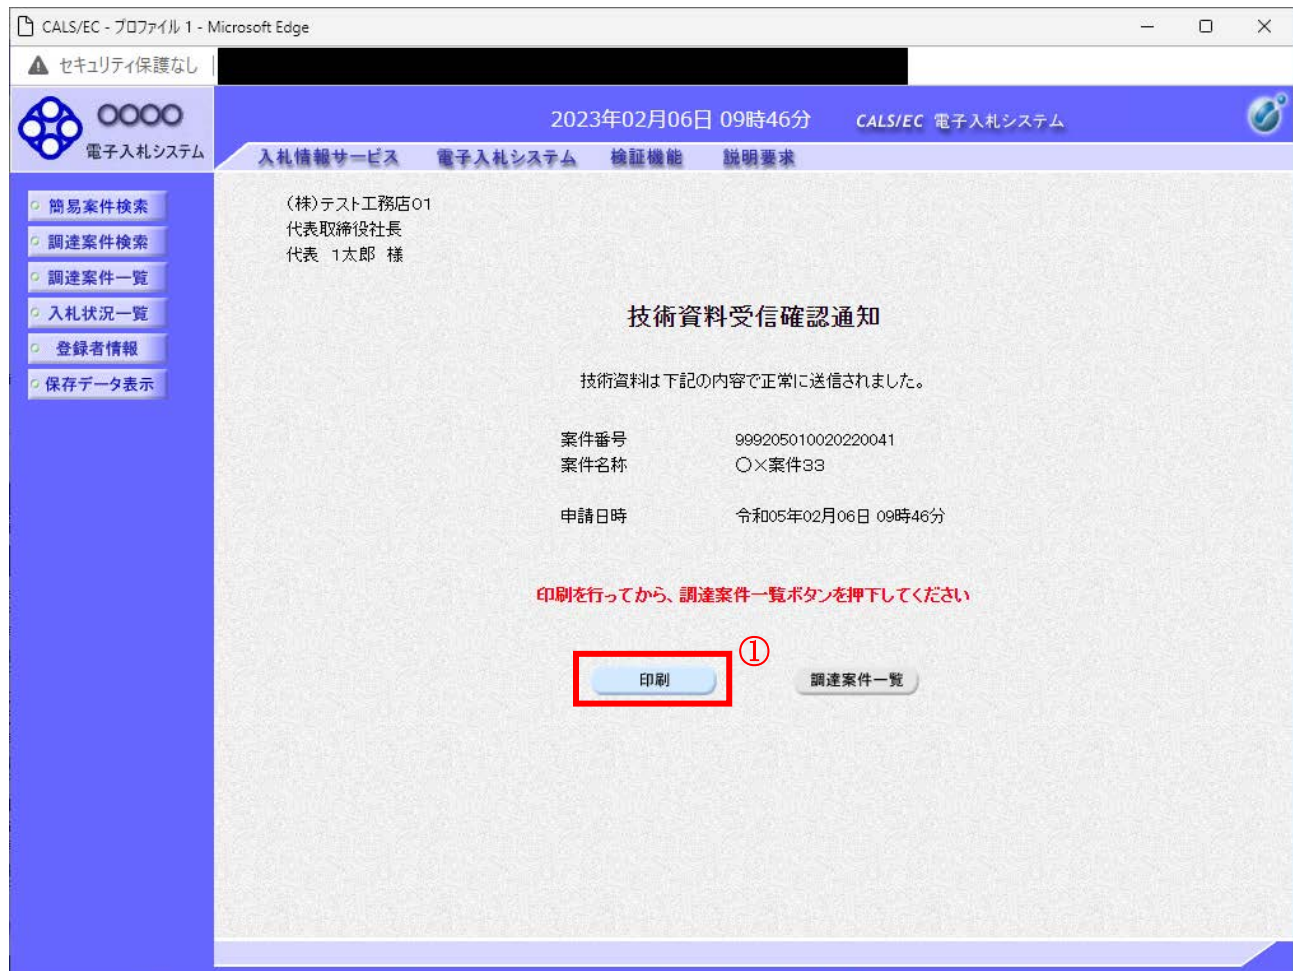 CALS/EC - プロファイル 1 - Microsoft Edge
セキュリティ保護なし
○○○○
電子入札システム
2023年02月06日 09時46分 CALS/EC 電子入札システム
入札情報サービス 電子入札システム 検証機能 説明要求
簡易案件検索
調達案件検索
調達案件一覧
入札状況一覧
登録者情報
保存データ表示
(株)テスト工務店01
代表取締役社長
代表 1太郎 様
技術資料受信確認通知
技術資料は下記の内容で正常に送信されました。
案件番号 999205010020220041
案件名称 ○×案件33
申請日時 令和05年02月06日 09時46分
印刷を行ってから、調達案件一覧ボタンを押下してください
①
印刷 調達案件一覧